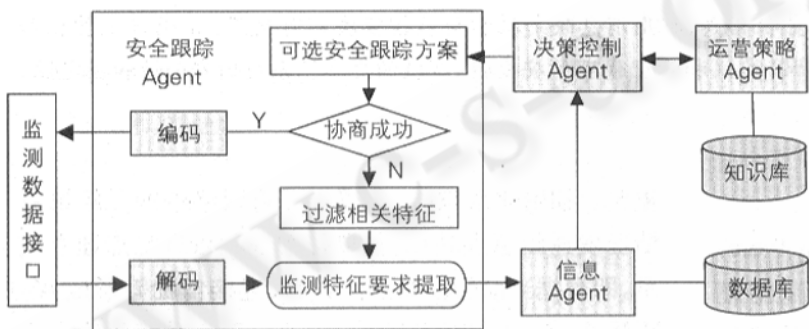 安全跟踪
Agent
可选安全跟踪方案
决策控制
Agent
运营策略
Agent
监测数据接口
编码
Y
协商成功
N
知识库
过滤相关特征
解码
监测特征要求提取
信息
Agent
数据库